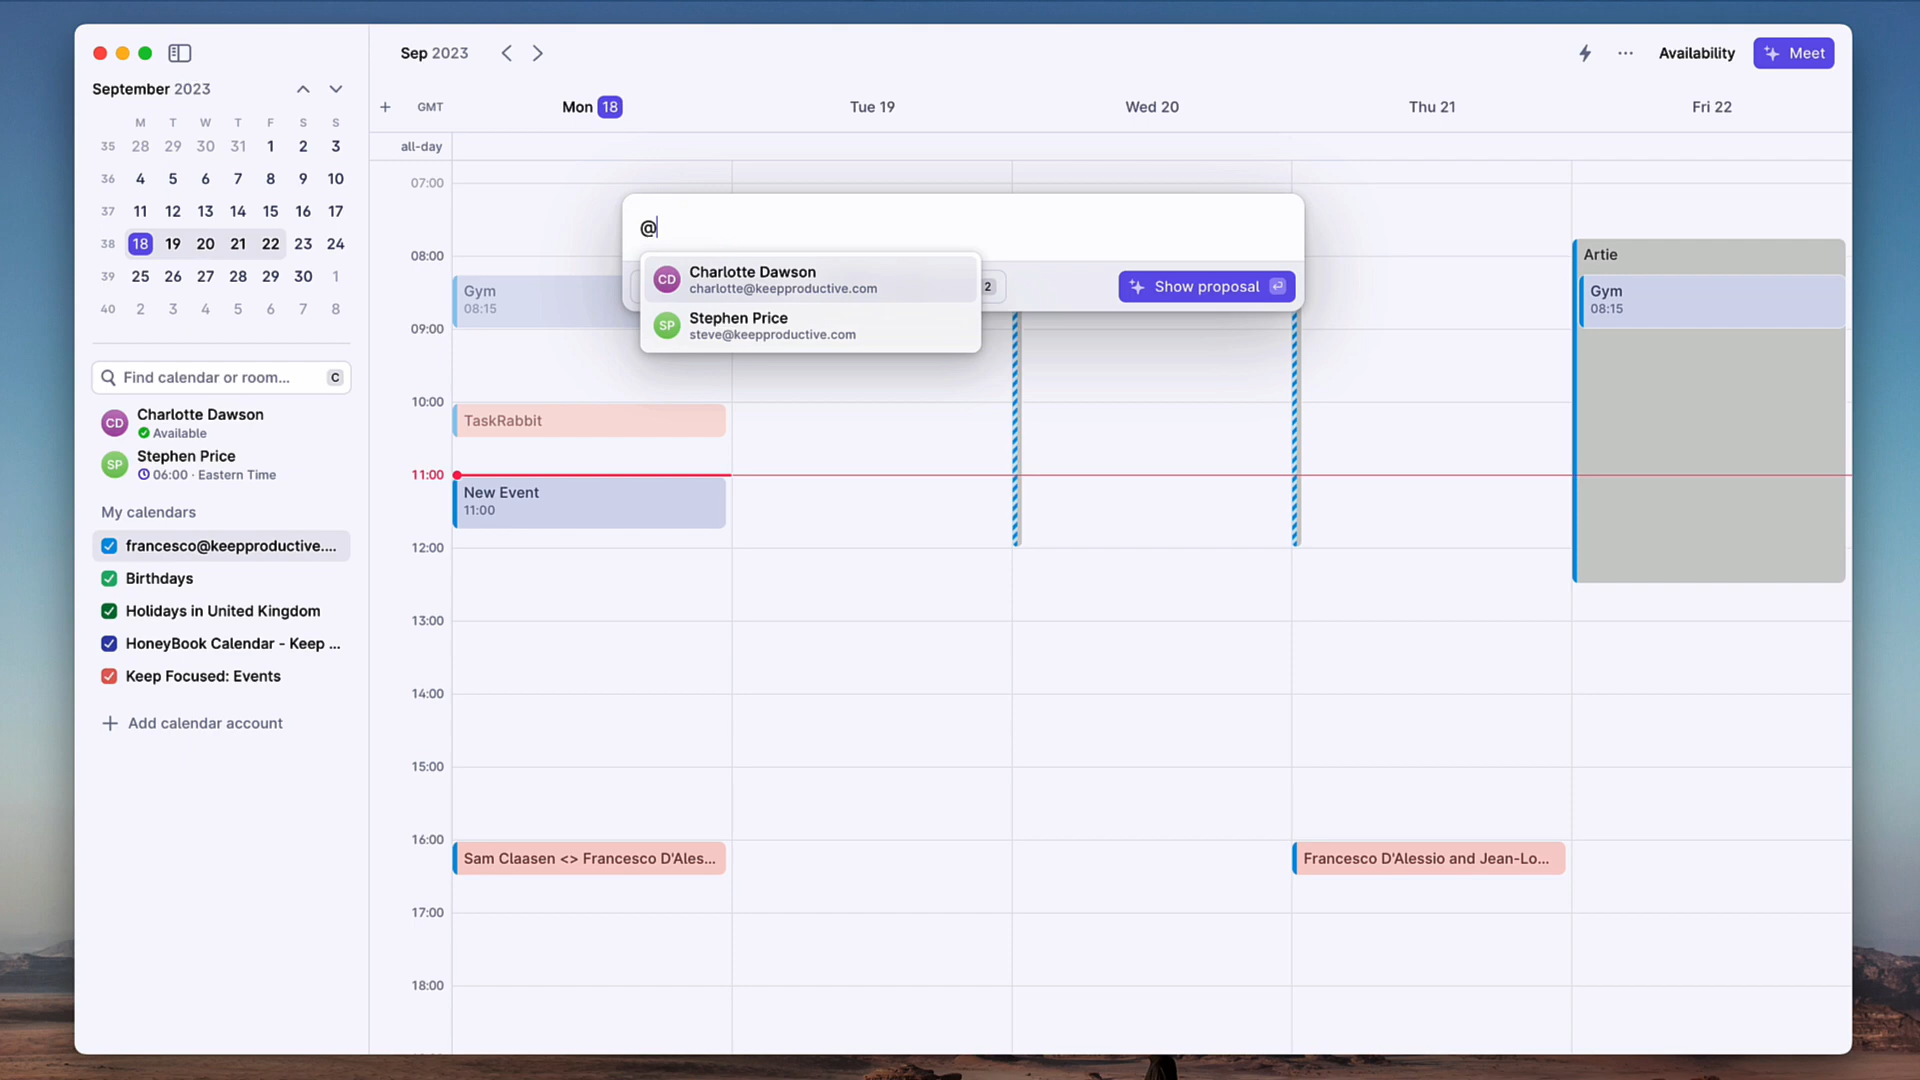 September 2023
M T W T F S S
35 28 29 30 31 1 2 3
36 4 5 6 7 8 9 10
37 11 12 13 14 15 16 17
38 18 19 20 21 22 23 24
39 25 26 27 28 29 30 1
40 2 3 4 5 6 7 8
Find calendar or room... C
CD Charlotte Dawson
Available
SP Stephen Price
06:00 · Eastern Time
My calendars
francesco@keepproductive....
Birthdays
Holidays in United Kingdom
HoneyBook Calendar - Keep ...
Keep Focused: Events
+ Add calendar account
Sep 2023
Availability
Meet
+ GMT Mon 18 Tue 19 Wed 20 Thu 21 Fri 22
all-day
07:00
08:00
09:00
10:00
11:00
12:00
13:00
14:00
15:00
16:00
17:00
18:00
@
CD Charlotte Dawson
charlotte@keepproductive.com
SP Stephen Price
steve@keepproductive.com
2
Show proposal
Gym
08:15
TaskRabbit
New Event
11:00
Sam Claasen <> Francesco D'Ales...
Francesco D'Alessio and Jean-Lo...
Artie
Gym
08:15